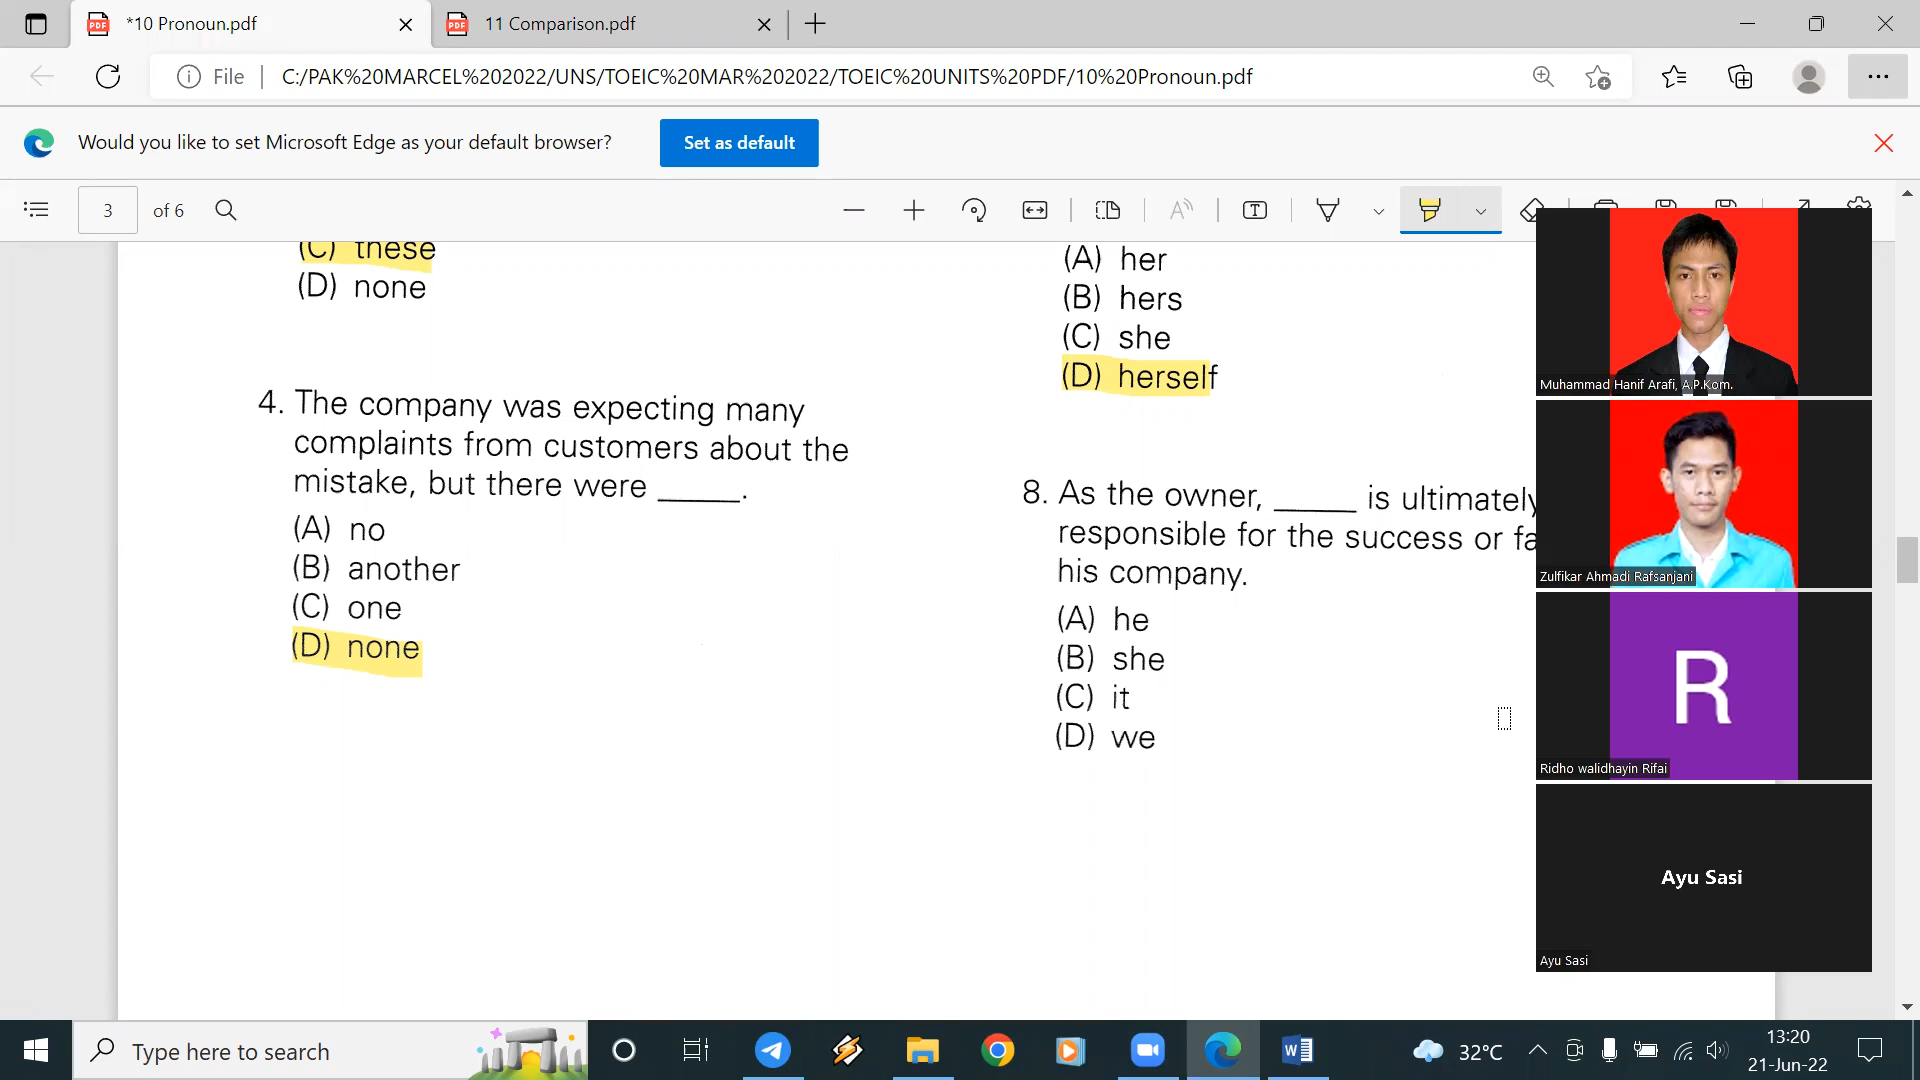 *10 Pronoun.pdf
11 Comparison.pdf
File
C:/PAK%20MARCEL%202022/UNS/TOEIC%20MAR%202022/TOEIC%20UNITS%20PDF/10%20Pronoun.pdf
Would you like to set Microsoft Edge as your default browser?
Set as default
3 of 6
(C) these
(D) none
4. The company was expecting many
complaints from customers about the
mistake, but there were _____.
(A) no
(B) another
(C) one
(D) none
(A) her
(B) hers
(C) she
(D) herself
8. As the owner, _____ is ultimately
responsible for the success or fa
his company.
(A) he
(B) she
(C) it
(D) we
Muhammad Hanif Arafi, A.P.Kom.
Zulfikar Ahmadi Rafsanjani
R
Ridho walidhayin Rifai
Ayu Sasi
Ayu Sasi
Type here to search
32°C
13:20
21-Jun-22